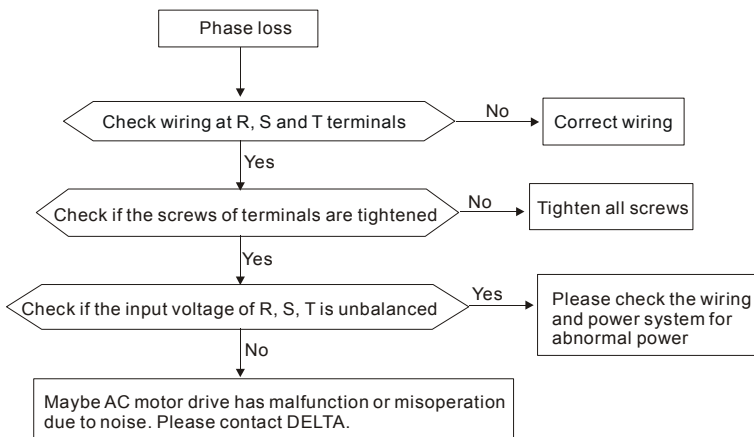 Phase loss
Check wiring at R, S and T terminals
No
Correct wiring
Yes
Check if the screws of terminals are tightened
No
Tighten all screws
Yes
Check if the input voltage of R, S, T is unbalanced
Yes
Please check the wiring
and power system for
abnormal power
No
Maybe AC motor drive has malfunction or misoperation
due to noise. Please contact DELTA.